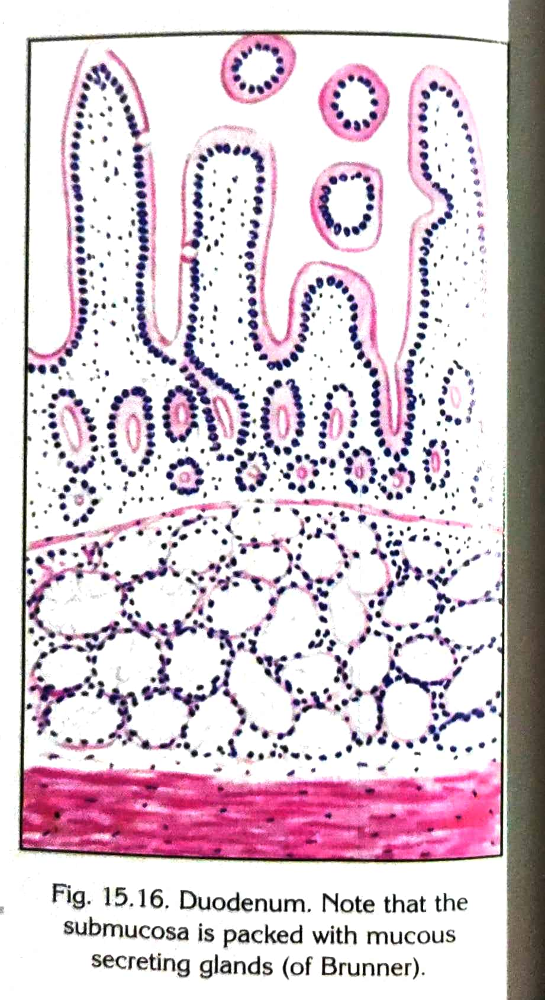 Fig. 15.16. Duodenum. Note that the
submucosa is packed with mucous
secreting glands (of Brunner).